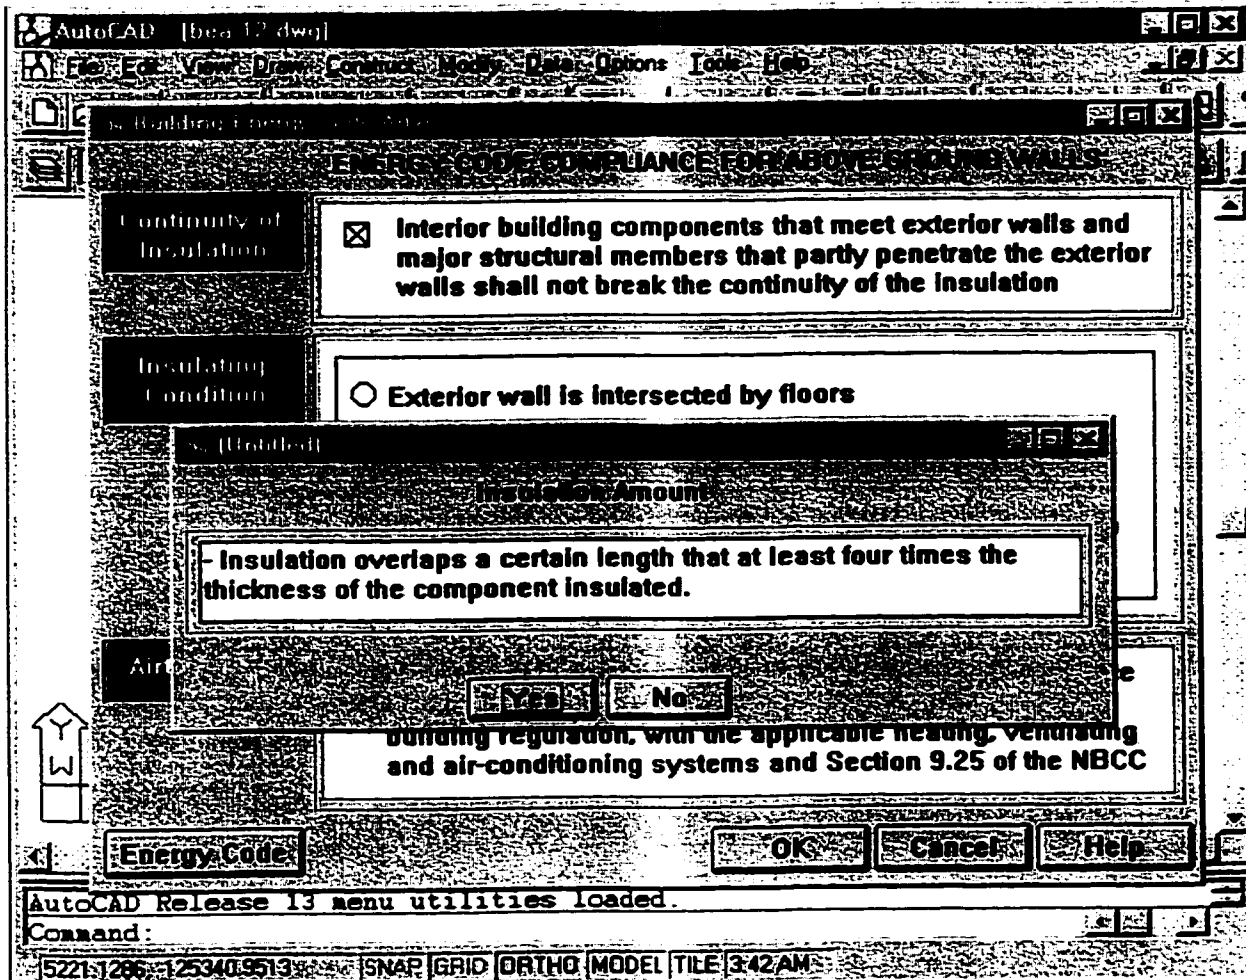 AutoCAD - [bea-12.dwg]
File Edit View Draw Construct Modify Data Options Tools Help
Building Energy
ENERGY CODE COMPLIANCE FOR ABOVE GROUND WALLS
Continuity of
Insulation
Interior building components that meet exterior walls and
major structural members that partly penetrate the exterior
walls shall not break the continuity of the insulation
Insulating
Condition
Exterior wall is intersected by floors
(Untitled)
Insulation Amount
- Insulation overlaps a certain length that at least four times the
thickness of the component insulated.
Yes No
building regulation, with the applicable heating, ventilating
and air-conditioning systems and Section 9.25 of the NBCC
Energy Code OK Cancel Help
Y
W
AutoCAD Release 13 menu utilities loaded.
Command:
SNAP GRID ORTHO MODEL TILE 3:42 AM